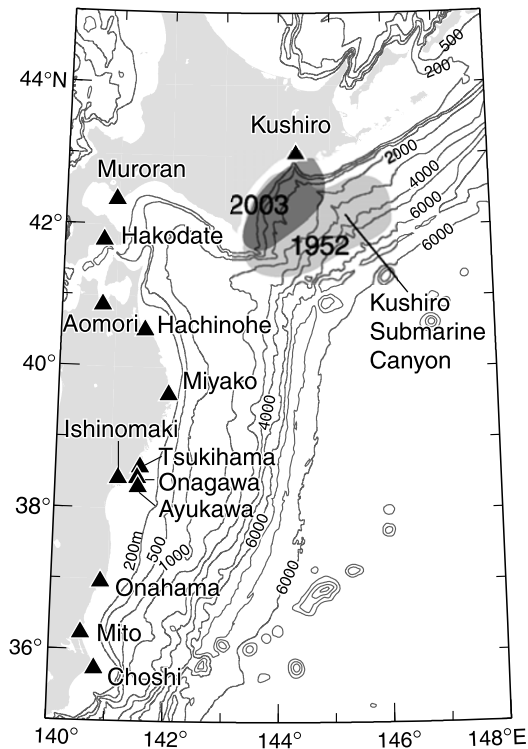 500
200
44°N
Kushiro
2000
Muroran
4000
2003
6000
42°
Hakodate
1952
6000
Kushiro
Submarine
Canyon
Aomori
Hachinohe
40°
Miyako
4000
Ishinomaki
Tsukihama
Onagawa
Ayukawa
38°
200m
500
1000
6000
6000
Onahama
Mito
36°
Choshi
140°
142°
144°
146°
148°E